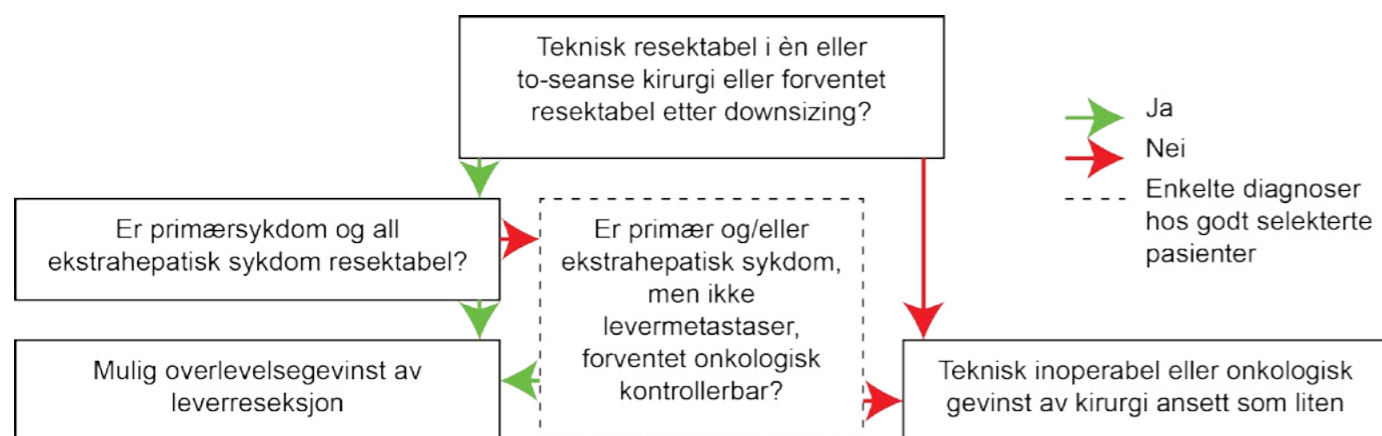 Teknisk resektabel i èn eller
to-seanse kirurgi eller forventet
resektabel etter downsizing?
Ja
Nei
Enkelte diagnoser
hos godt selekterte
pasienter
Er primærsykdom og all
ekstrahepatisk sykdom resektabel?
Er primær og/eller
ekstrahepatisk sykdom,
men ikke
levermetastaser,
forventet onkologisk
kontrollerbar?
Mulig overlevelsegevinst av
leverreseksjon
Teknisk inoperabel eller onkologisk
gevinst av kirurgi ansett som liten